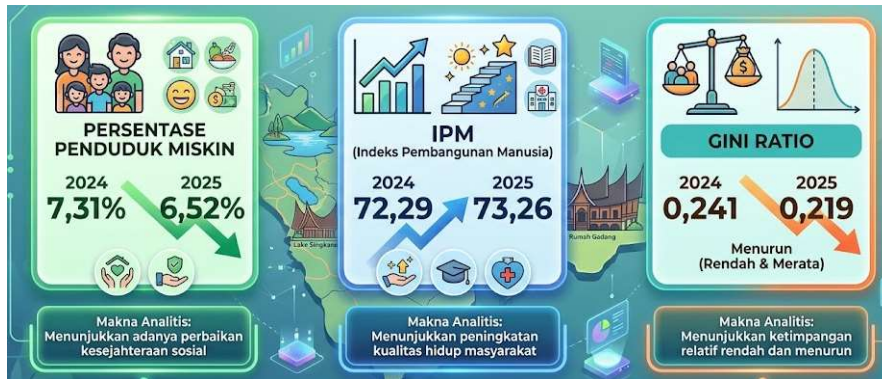 PERSENTASE
PENDUDUK MISKIN
2024
2025
7,31%
6,52%
Makna Analitis:
Menunjukkan adanya perbaikan
kesejahteraan sosial
IPM
(Indeks Pembangunan Manusia)
2024
2025
72,29
73,26
Makna Analitis:
Menunjukkan peningkatan
kualitas hidup masyarakat
Lake Singkara
Rumah Gadang
GINI RATIO
2024
2025
0,241
0,219
Menurun
(Rendah & Merata)
Makna Analitis:
Menunjukkan ketimpangan
relatif rendah dan menurun